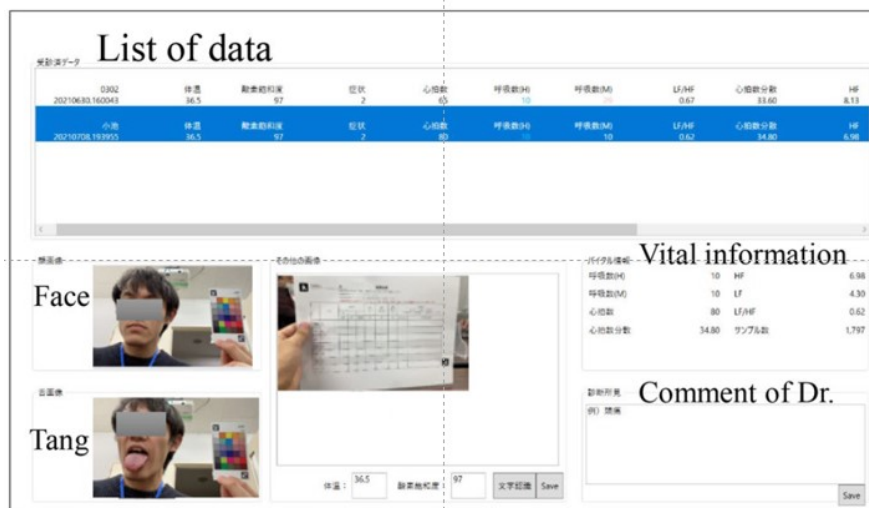 List of data
受診済データ
0302 体温 酸素飽和度 症状 心拍数 呼吸数(H) 呼吸数(M) LF/HF 心拍数分散 HF
20210630.160043 36.5 97 2 65 10 0.67 33.60 8.13
小池 体温 酸素飽和度 症状 心拍数 呼吸数(H) 呼吸数(M) LF/HF 心拍数分散 HF
20210708.193955 36.5 97 2 80 10 10 0.62 34.80 6.98
顔画像
Face
その他の画像
バイタル情報
Vital information
呼吸数(H) 10 HF 6.98
呼吸数(M) 10 LF 4.30
心拍数 80 LF/HF 0.62
心拍数分散 34.80 サンプル数 1,797
舌画像
Tang
診断所見
Comment of Dr.
例）頭痛
体温： 36.5 酸素飽和度： 97 文字認識 Save
Save